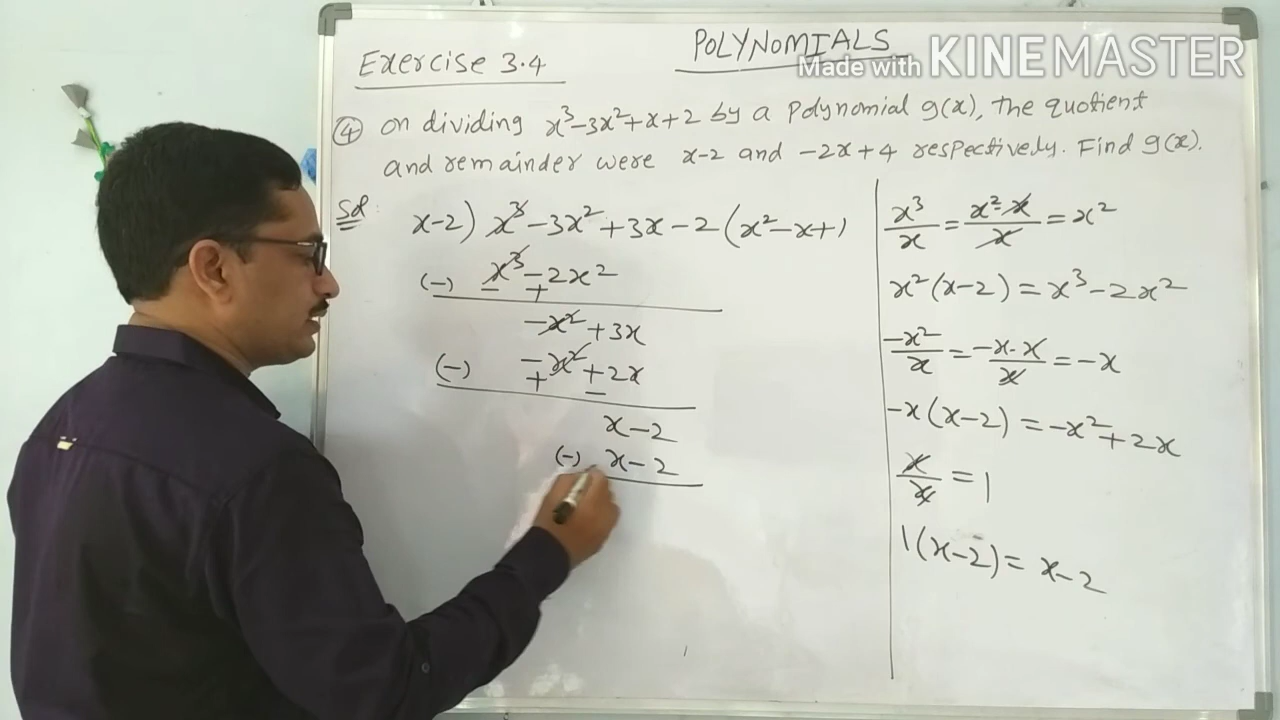 POLYNOMIALS
Made with KINEMASTER
Exercise 3.4
④ on dividing x³-3x²+x+2 by a polynomial g(x), the quotient
and remainder were x-2 and -2x+4 respectively. Find g(x).
Sol:
x-2) x³-3x²+3x-2 (x²-x+1
(-) x³-2x²
- +
-x²+3x
(-) -x²+2x
+ -
x-2
(-) x-2
x³/x = x²·x/x = x²
x²(x-2) = x³-2x²
-x²/x = -x·x/x = -x
-x(x-2) = -x²+2x
x/x = 1
1(x-2) = x-2